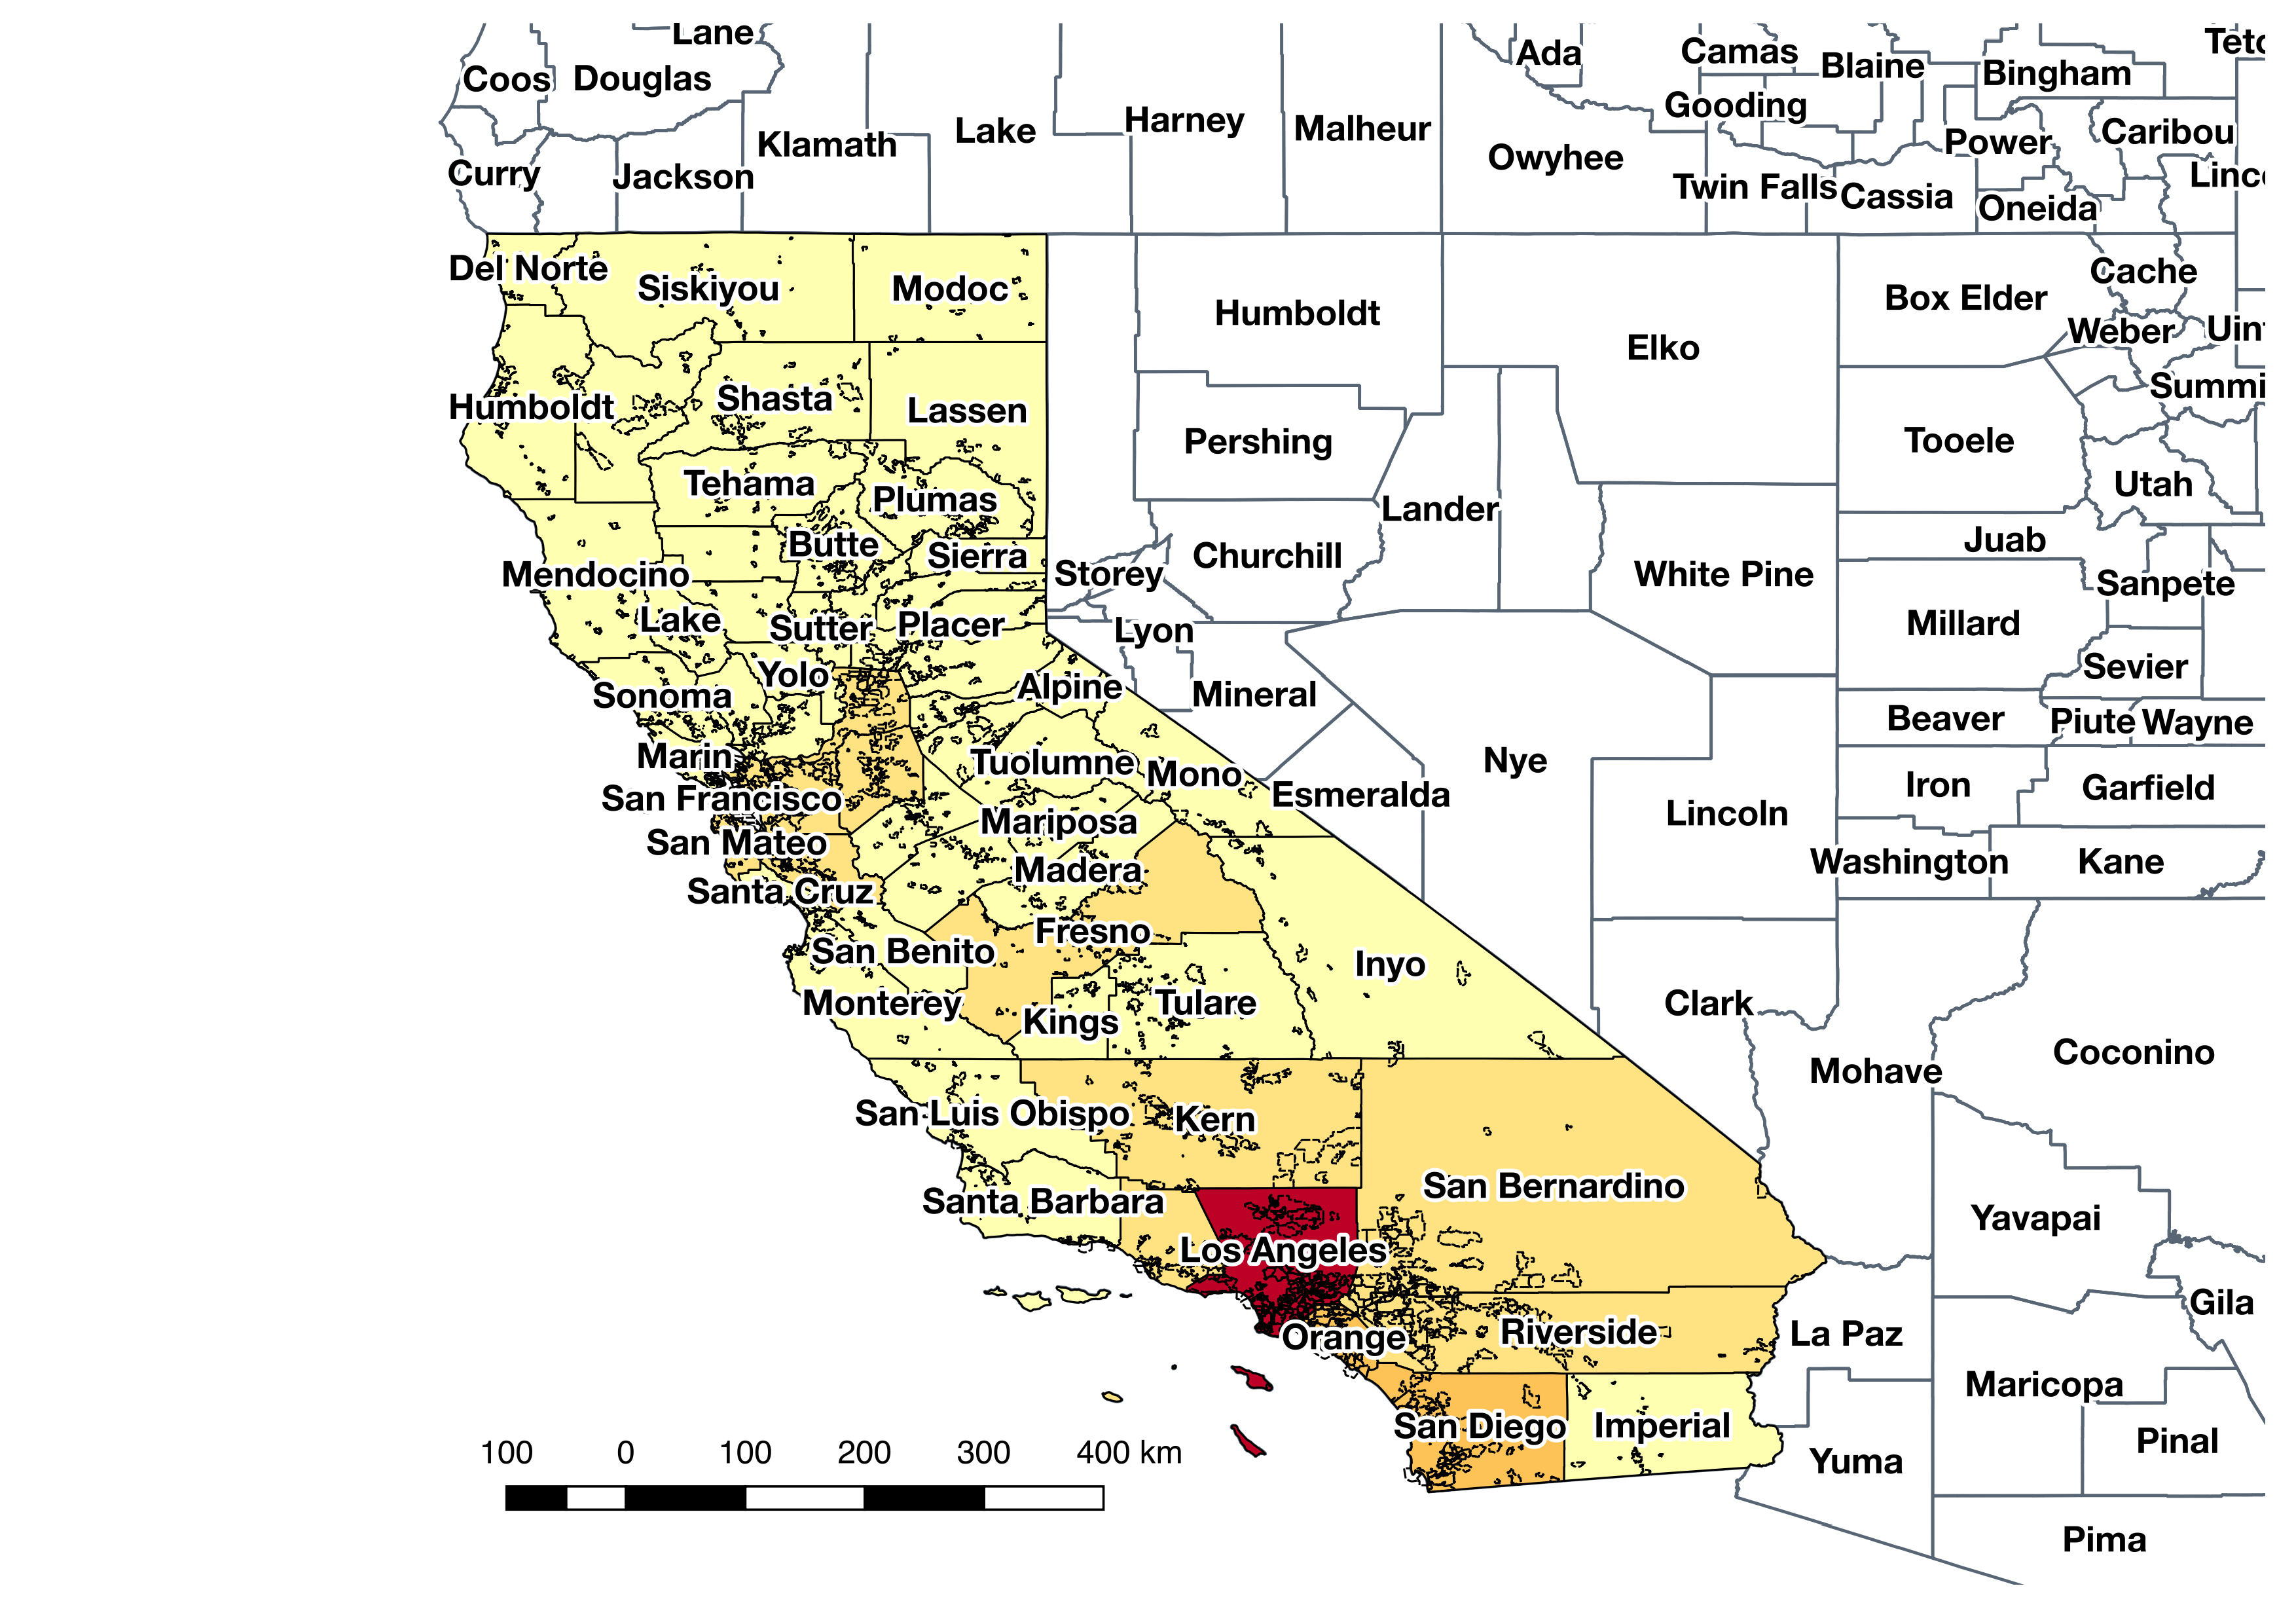 Lane
Coos
Douglas
Ada
Camas
Blaine
Bingham
Gooding
Klamath
Lake
Harney
Malheur
Owyhee
Power
Caribou
Curry
Jackson
Twin Falls
Cassia
Oneida
Del Norte
Siskiyou
Modoc
Humboldt
Elko
Box Elder
Cache
Weber
Humboldt
Shasta
Lassen
Pershing
Tooele
Tehama
Plumas
Lander
Utah
Butte
Sierra
Storey
Churchill
White Pine
Juab
Mendocino
Sanpete
Lake
Sutter
Placer
Lyon
Millard
Yolo
Sonoma
Alpine
Mineral
Sevier
Beaver
Piute
Wayne
Marin
Tuolumne
Mono
Nye
San Francisco
Esmeralda
Iron
Garfield
Mariposa
Lincoln
San Mateo
Madera
Washington
Kane
Santa Cruz
Fresno
San Benito
Inyo
Monterey
Kings
Tulare
Clark
Coconino
Mohave
San Luis Obispo
Kern
Santa Barbara
San Bernardino
Yavapai
Los Angeles
Gila
Orange
Riverside
La Paz
Maricopa
San Diego
Imperial
Pinal
Yuma
100 0 100 200 300 400 km
Pima